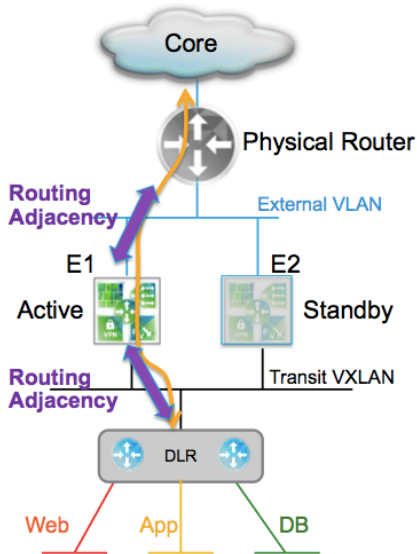 Core
Physical Router
Routing
Adjacency
External VLAN
E1
E2
Active
Standby
VPN
Routing
Adjacency
Transit VXLAN
DLR
Web
App
DB